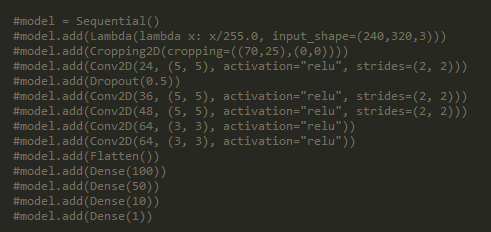 #model = Sequential()
#model.add(Lambda(lambda x: x/255.0, input_shape=(240,320,3)))
#model.add(Cropping2D(cropping=((70,25),(0,0))))
#model.add(Conv2D(24, (5, 5), activation="relu", strides=(2, 2)))
#model.add(Dropout(0.5))
#model.add(Conv2D(36, (5, 5), activation="relu", strides=(2, 2)))
#model.add(Conv2D(48, (5, 5), activation="relu", strides=(2, 2)))
#model.add(Conv2D(64, (3, 3), activation="relu"))
#model.add(Conv2D(64, (3, 3), activation="relu"))
#model.add(Flatten())
#model.add(Dense(100))
#model.add(Dense(50))
#model.add(Dense(10))
#model.add(Dense(1))